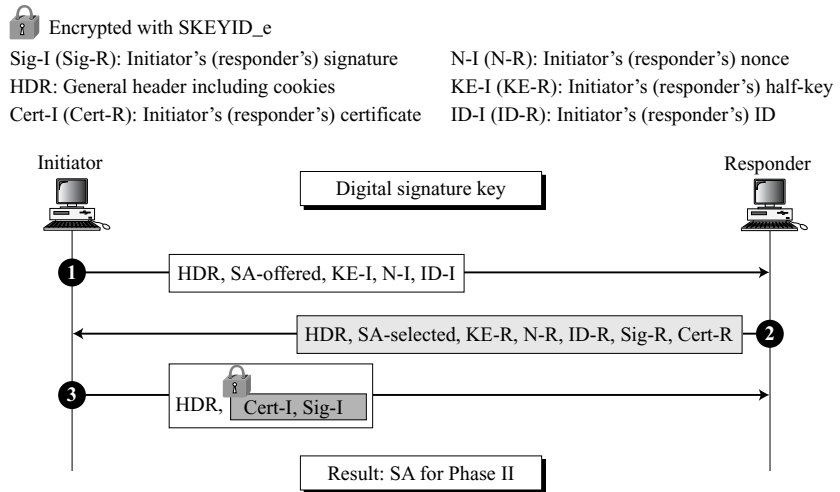 Encrypted with SKEYID_e
Sig-I (Sig-R): Initiator’s (responder’s) signature
N-I (N-R): Initiator’s (responder’s) nonce
HDR: General header including cookies
KE-I (KE-R): Initiator’s (responder’s) half-key
Cert-I (Cert-R): Initiator’s (responder’s) certificate
ID-I (ID-R): Initiator’s (responder’s) ID
Initiator
Responder
Digital signature key
1
HDR, SA-offered, KE-I, N-I, ID-I
HDR, SA-selected, KE-R, N-R, ID-R, Sig-R, Cert-R
2
3
HDR, Cert-I, Sig-I
Result: SA for Phase II